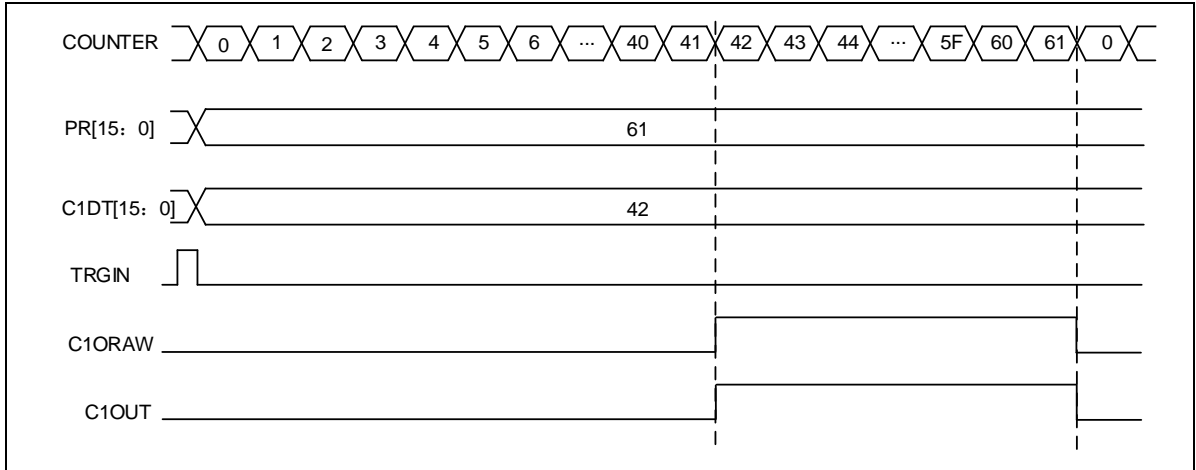 COUNTER 0 1 2 3 4 5 6 ... 40 41 42 43 44 ... 5F 60 61 0
PR[15：0] 61
C1DT[15：0] 42
TRGIN
C1ORAW
C1OUT